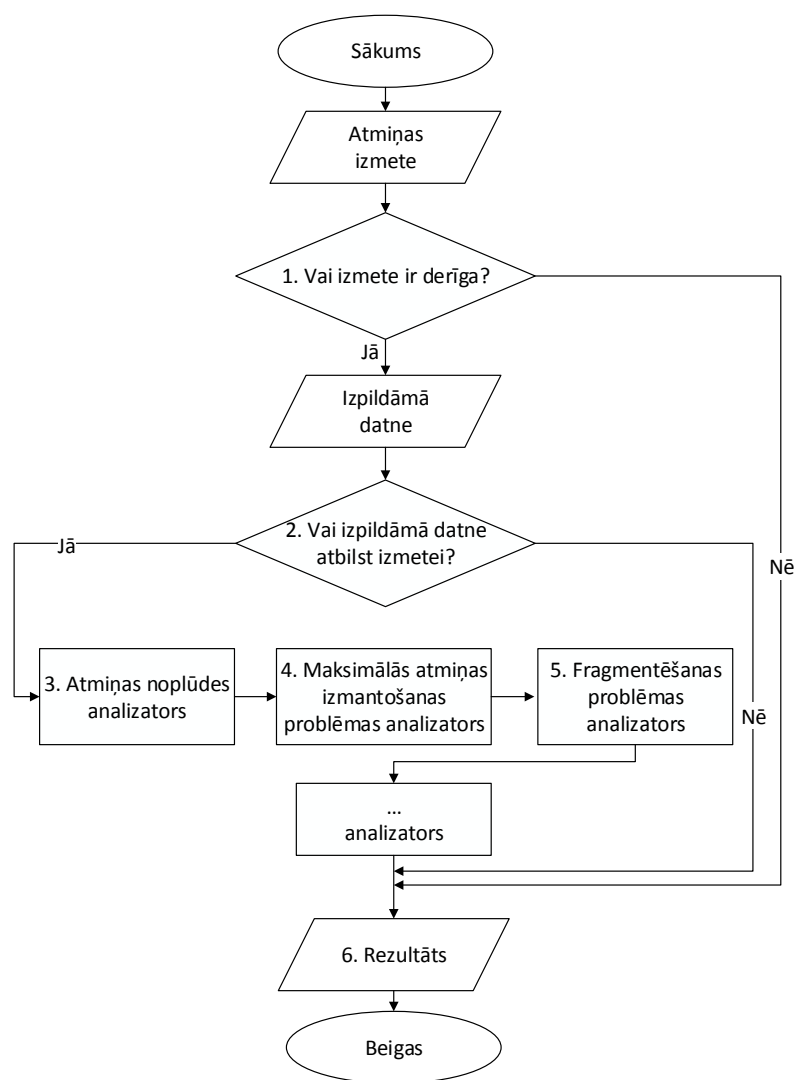 Sākums
Atmiņas
izmete
1. Vai izmete ir derīga?
Jā
Izpildāmā
datne
2. Vai izpildāmā datne
atbilst izmetei?
Jā
Nē
3. Atmiņas noplūdes
analizators
4. Maksimālās atmiņas
izmantošanas
problēmas analizators
5. Fragmentēšanas
problēmas
analizators
Nē
...
analizators
6. Rezultāts
Beigas